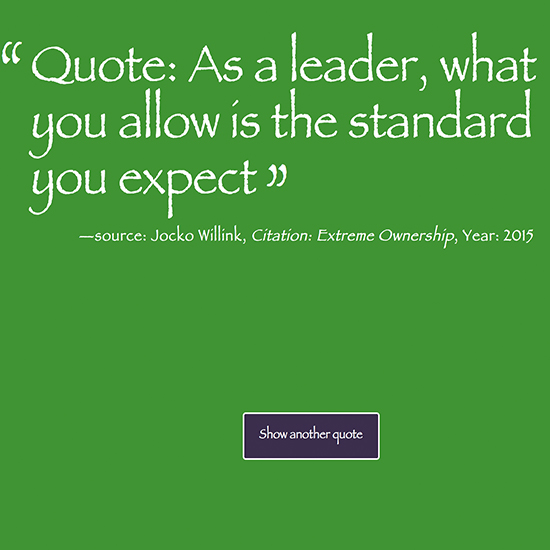 “ Quote: As a leader, what
you allow is the standard
you expect ”
—source: Jocko Willink, Citation: Extreme Ownership, Year: 2015
Show another quote